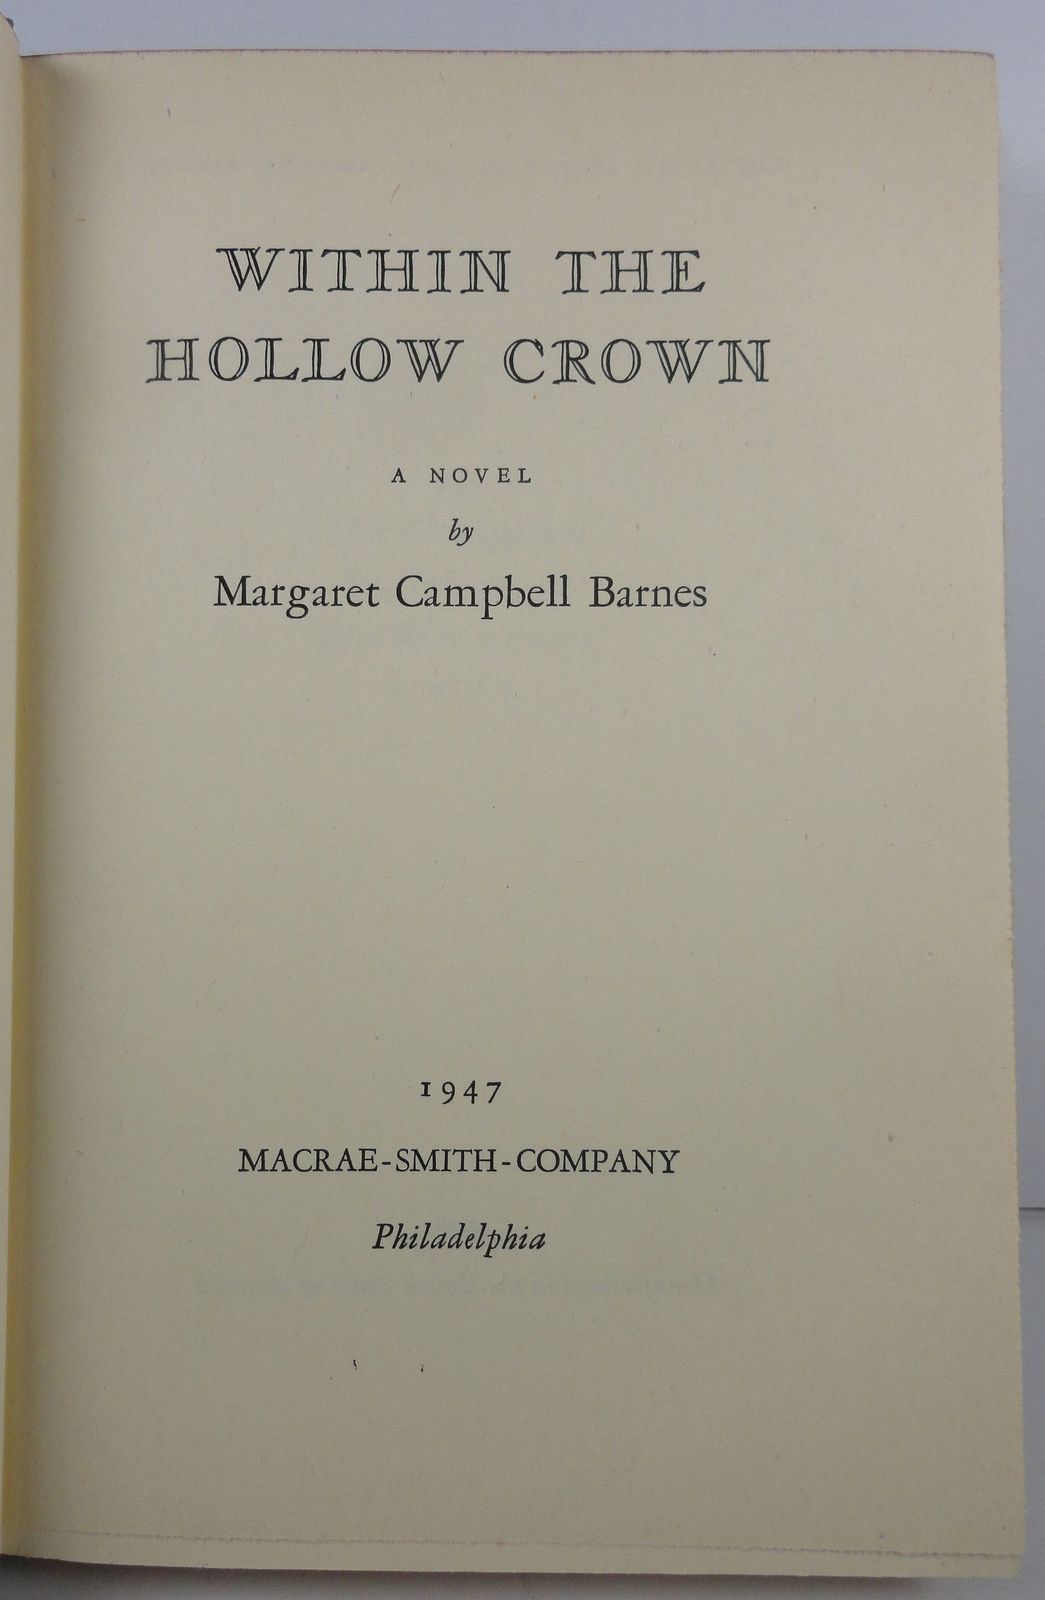 WITHIN THE
HOLLOW CROWN
A NOVEL
by
Margaret Campbell Barnes
1947
MACRAE-SMITH-COMPANY
Philadelphia